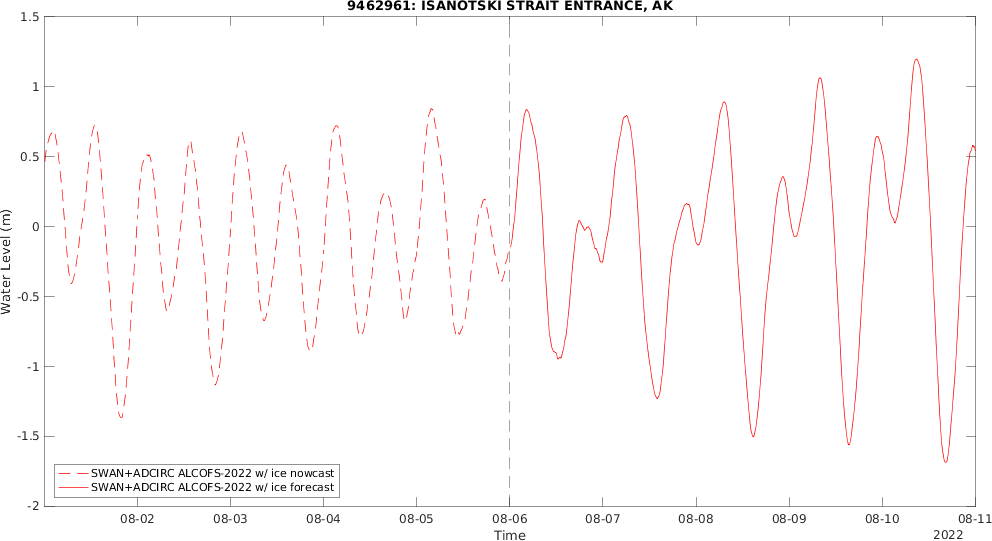 9462961: ISANOTSKI STRAIT ENTRANCE, AK
1.5
1
0.5
0
-0.5
-1
-1.5
-2
Water Level (m)
SWAN+ADCIRC ALCOFS-2022 w/ ice nowcast
SWAN+ADCIRC ALCOFS-2022 w/ ice forecast
08-02 08-03 08-04 08-05 08-06 08-07 08-08 08-09 08-10 08-11
Time
2022